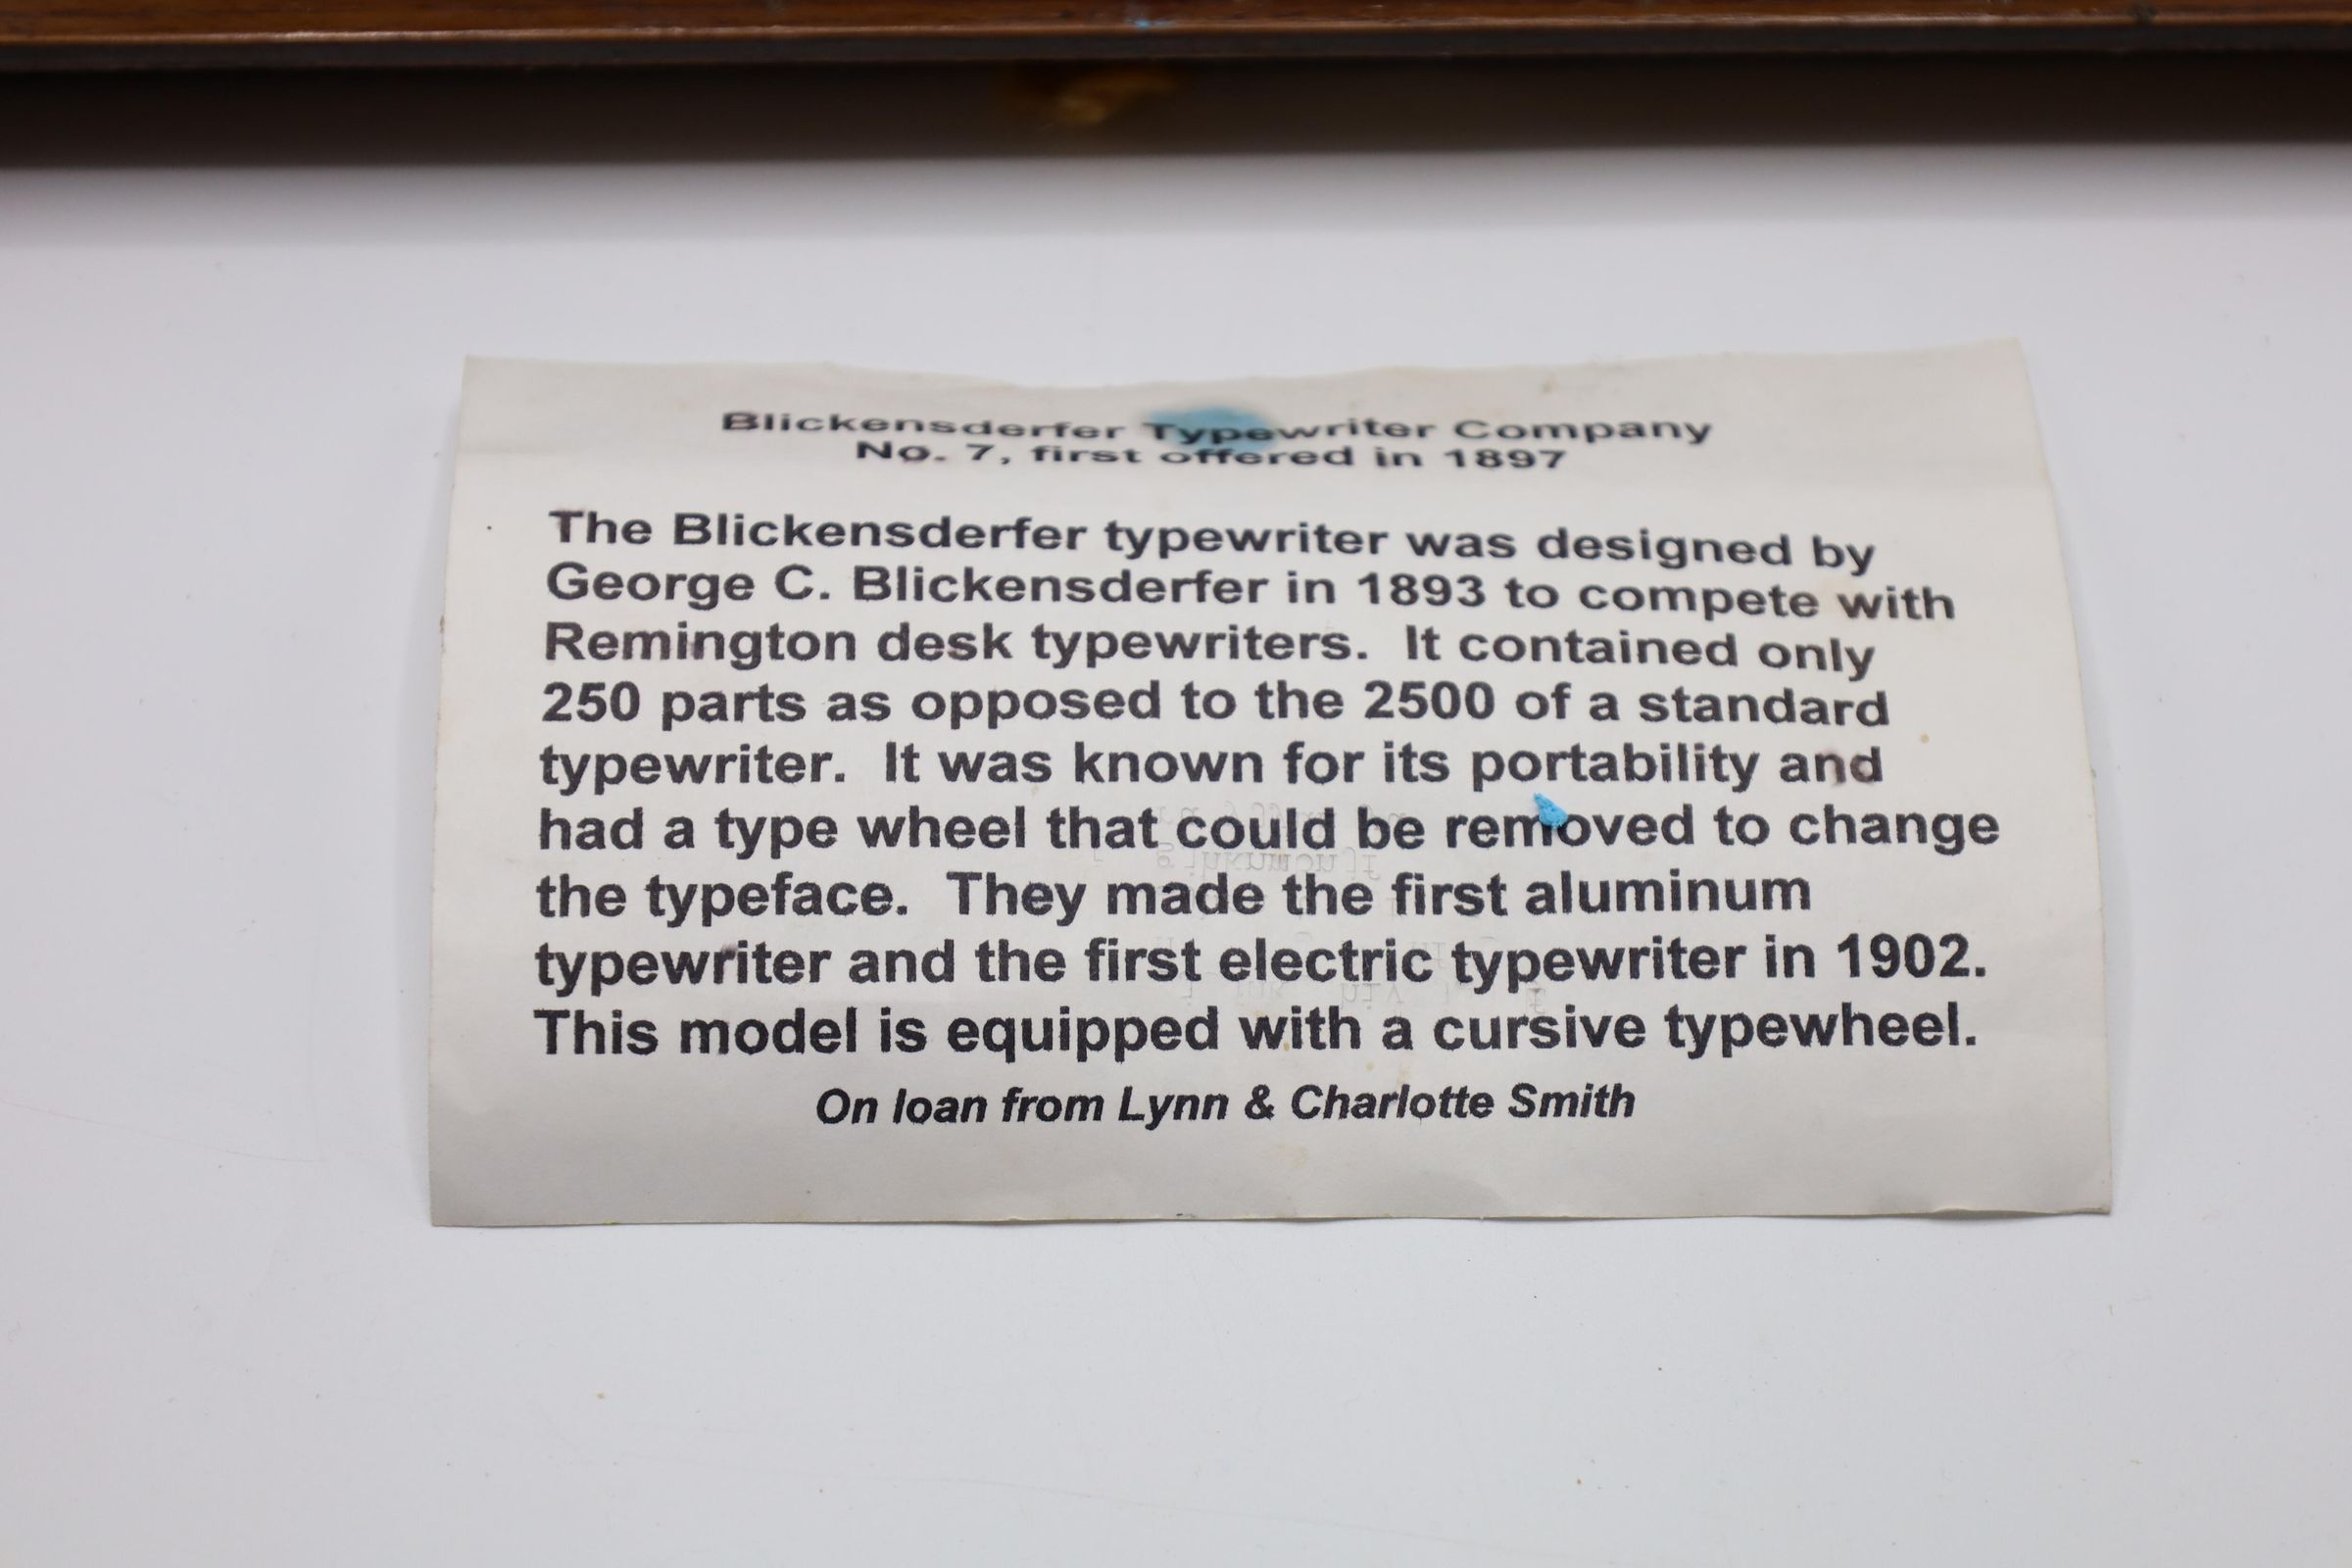 Blickensderfer Typewriter Company
No. 7, first offered in 1897
The Blickensderfer typewriter was designed by
George C. Blickensderfer in 1893 to compete with
Remington desk typewriters.  It contained only
250 parts as opposed to the 2500 of a standard
typewriter.  It was known for its portability and
had a type wheel that could be removed to change
the typeface.  They made the first aluminum
typewriter and the first electric typewriter in 1902.
This model is equipped with a cursive typewheel.
On loan from Lynn & Charlotte Smith